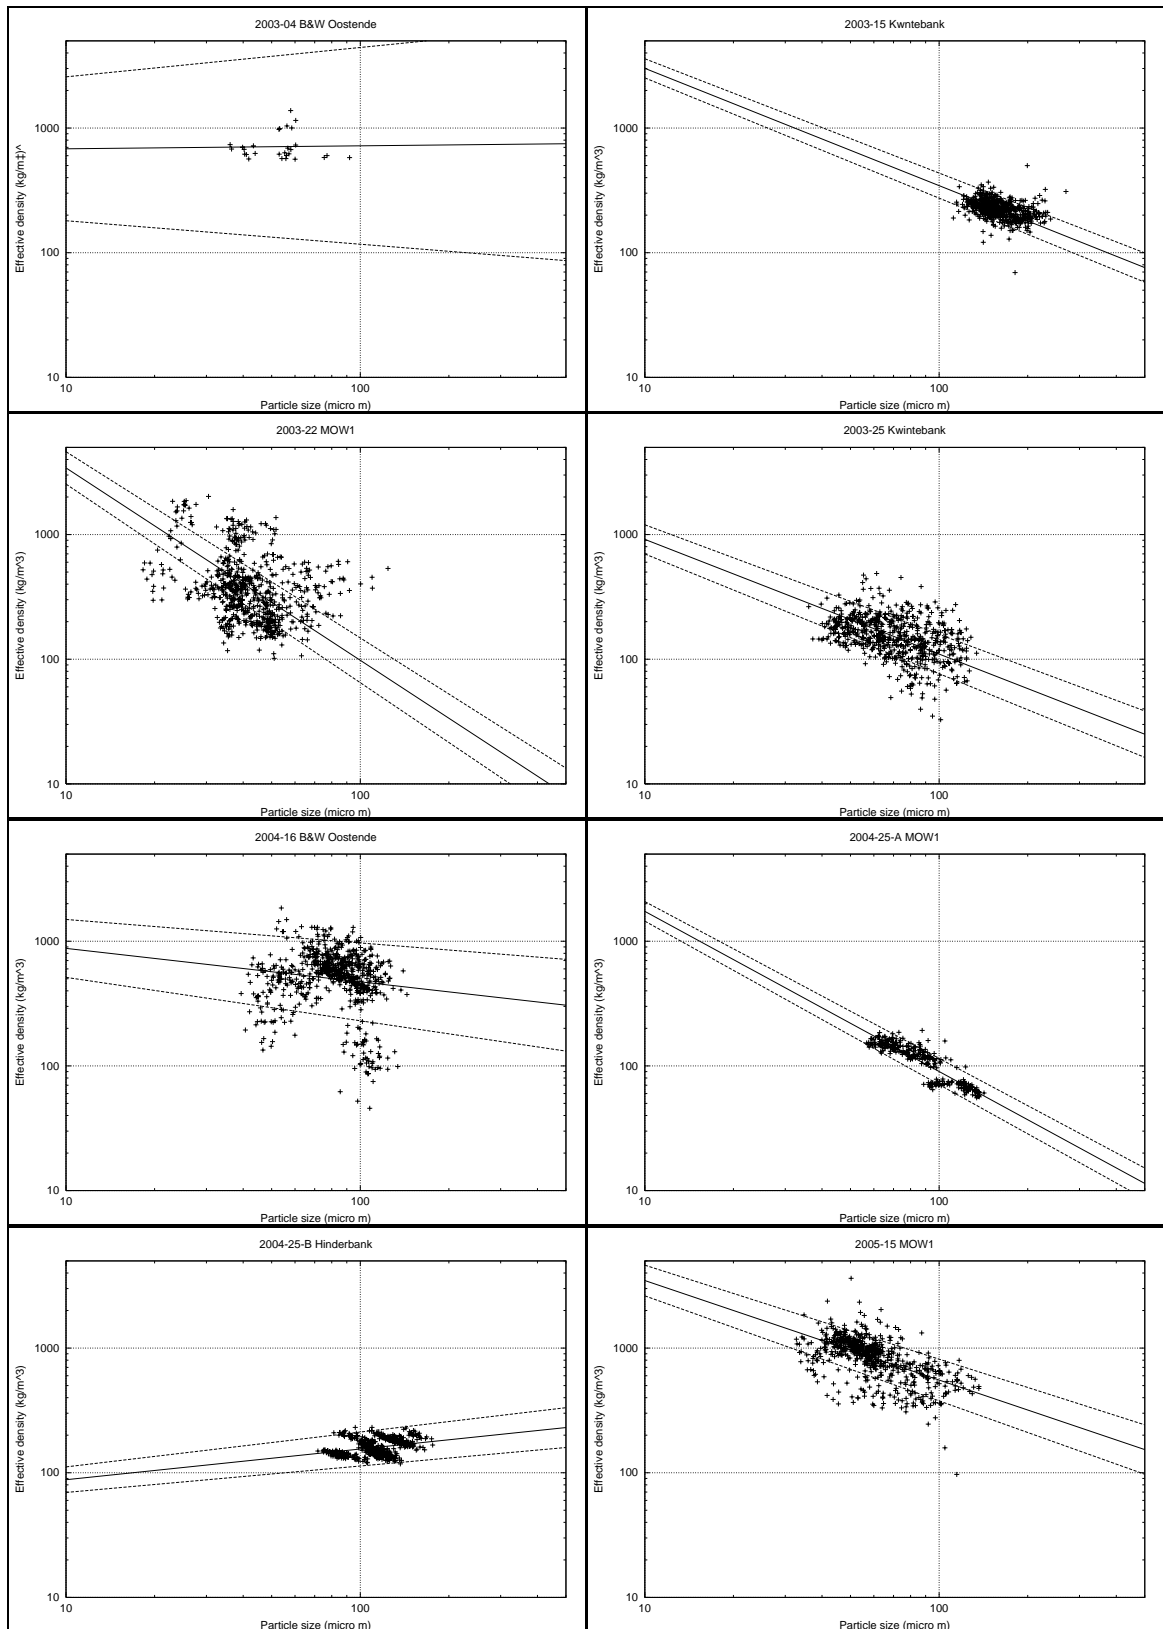 2003-04 B&W Oostende
1000
100
10
10
100
Effective density (kg/m‡)^
Particle size (micro m)
2003-15 Kwntebank
1000
100
10
10
100
Effective density (kg/m^3)
Particle size (micro m)
2003-22 MOW1
1000
100
10
10
100
Effective density (kg/m^3)
Particle size (micro m)
2003-25 Kwintebank
1000
100
10
10
100
Effective density (kg/m^3)
Particle size (micro m)
2004-16 B&W Oostende
1000
100
10
10
100
Effective density (kg/m^3)
Particle size (micro m)
2004-25-A MOW1
1000
100
10
10
100
Effective density (kg/m^3)
Particle size (micro m)
2004-25-B Hinderbank
1000
100
10
10
100
Effective density (kg/m^3)
Particle size (micro m)
2005-15 MOW1
1000
100
10
10
100
Effective density (kg/m^3)
Particle size (micro m)